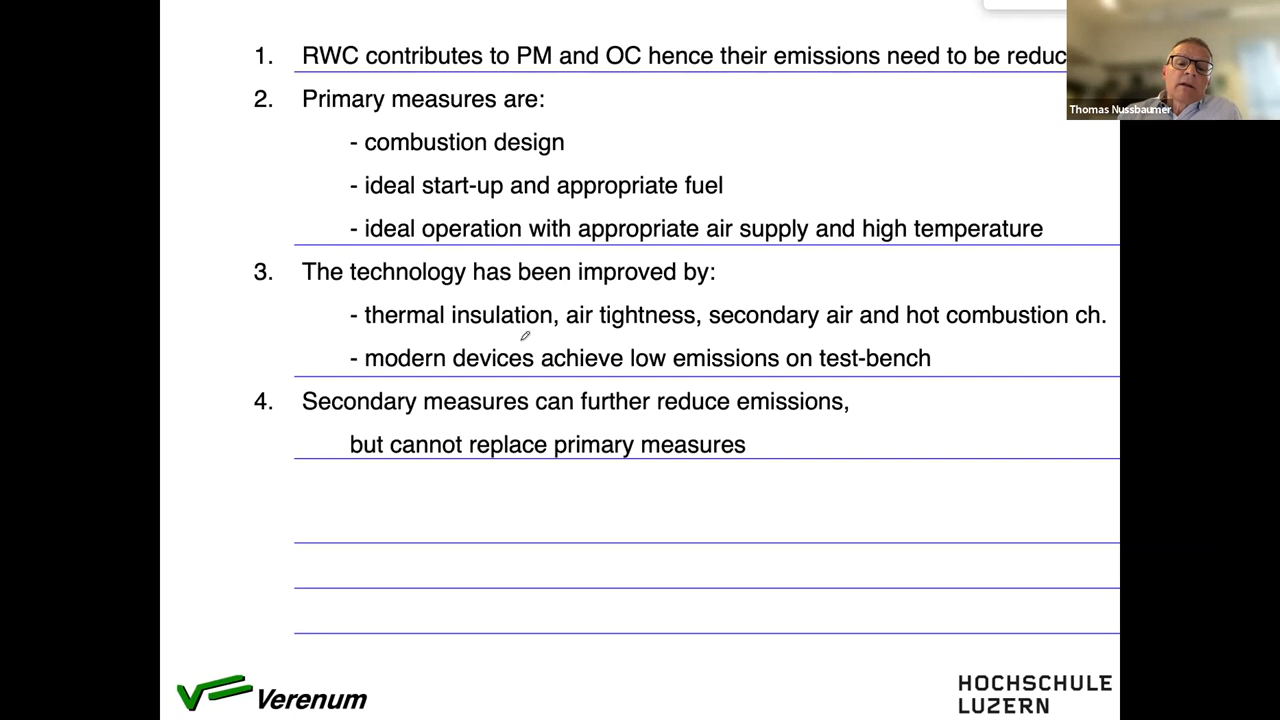 1. RWC contributes to PM and OC hence their emissions need to be reduc
Thomas Nussbaumer
2. Primary measures are:
- combustion design
- ideal start-up and appropriate fuel
- ideal operation with appropriate air supply and high temperature
3. The technology has been improved by:
- thermal insulation, air tightness, secondary air and hot combustion ch.
- modern devices achieve low emissions on test-bench
4. Secondary measures can further reduce emissions,
but cannot replace primary measures
Verenum
HOCHSCHULE
LUZERN